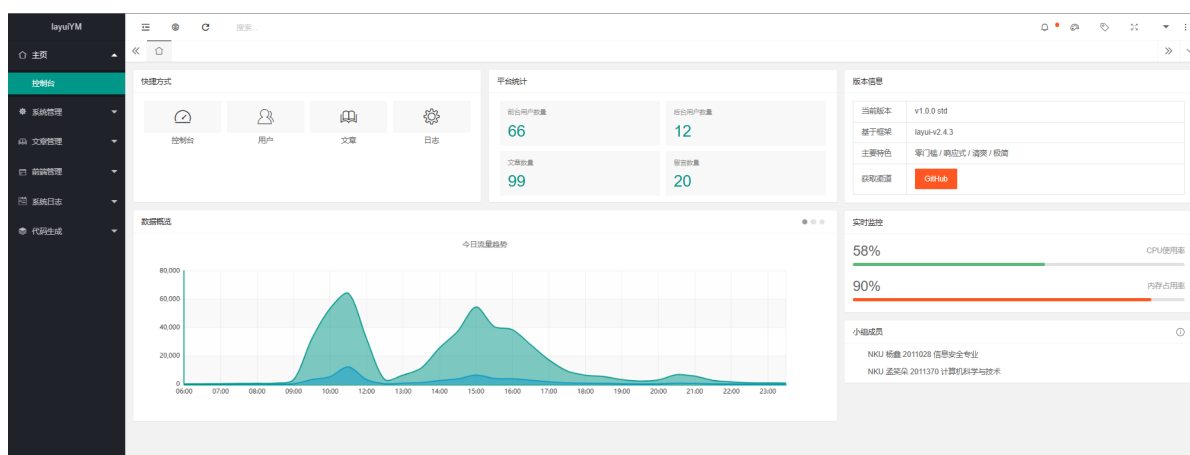 layuiYM
搜索...
主页
控制台
系统管理
文章管理
前端管理
系统日志
代码生成
快捷方式
控制台
用户
文章
日志
平台统计
前台用户数量
66
后台用户数量
12
文章数量
99
留言数量
20
版本信息
当前版本 v1.0.0 std
基于框架 layui-v2.4.3
主要特色 零门槛 / 响应式 / 清爽 / 极简
获取渠道 GitHub
数据概览
今日流量趋势
80,000
60,000
40,000
20,000
0
06:00 07:00 08:00 09:00 10:00 11:00 12:00 13:00 14:00 15:00 16:00 17:00 18:00 19:00 20:00 21:00 22:00 23:00
实时监控
58% CPU使用率
90% 内存占用率
小组成员
NKU 杨鑫 2011028 信息安全专业
NKU 孟笑朵 2011370 计算机科学与技术